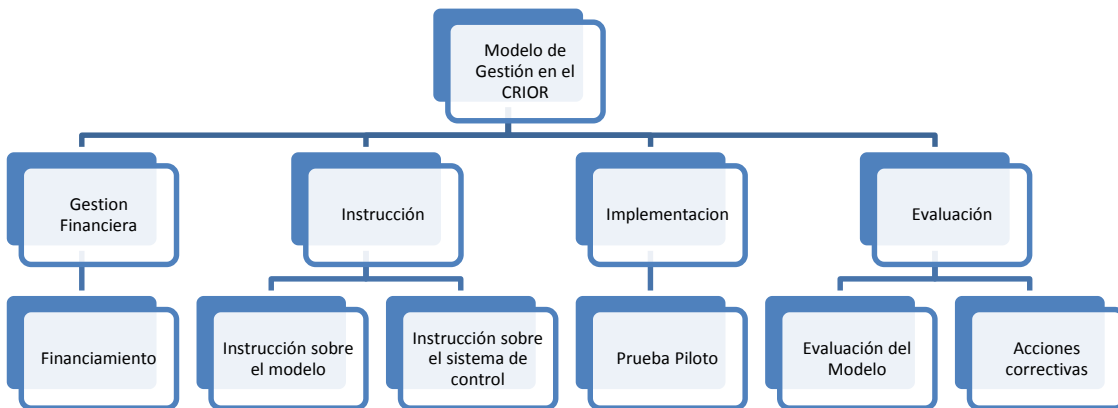 Modelo de
Gestión en el
CRIOR
Gestion
Financiera
Instrucción
Implementacion
Evaluación
Financiamiento
Instrucción sobre
el modelo
Instrucción sobre
el sistema de
control
Prueba Piloto
Evaluación del
Modelo
Acciones
correctivas